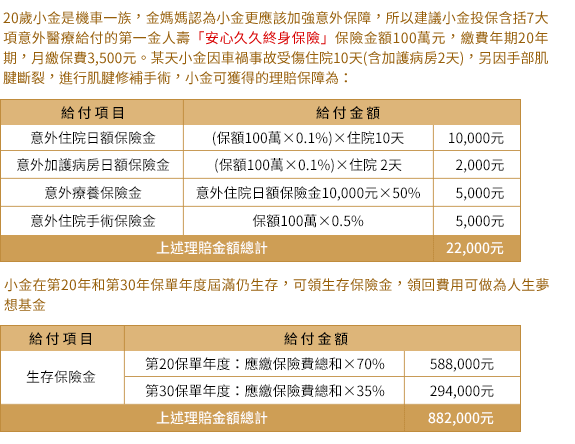 20歲小金是機車一族，金媽媽認為小金更應該加強意外保障，所以建議小金投保含括7大
項意外醫療給付的第一金人壽「安心久久終身保險」保險金額100萬元，繳費年期20年
期，月繳保費3,500元。某天小金因車禍事故受傷住院10天(含加護病房2天)，另因手部肌
腱斷裂，進行肌腱修補手術，小金可獲得的理賠保障為：
給付項目 給付金額
意外住院日額保險金 (保額100萬×0.1%)×住院10天 10,000元
意外加護病房日額保險金 (保額100萬×0.1%)×住院 2天 2,000元
意外療養保險金 意外住院日額保險金10,000元×50% 5,000元
意外住院手術保險金 保額100萬×0.5% 5,000元
上述理賠金額總計 22,000元
小金在第20年和第30年保單年度屆滿仍生存，可領生存保險金，領回費用可做為人生夢
想基金
給付項目 給付金額
生存保險金 第20保單年度：應繳保險費總和×70% 588,000元
第30保單年度：應繳保險費總和×35% 294,000元
上述理賠金額總計 882,000元